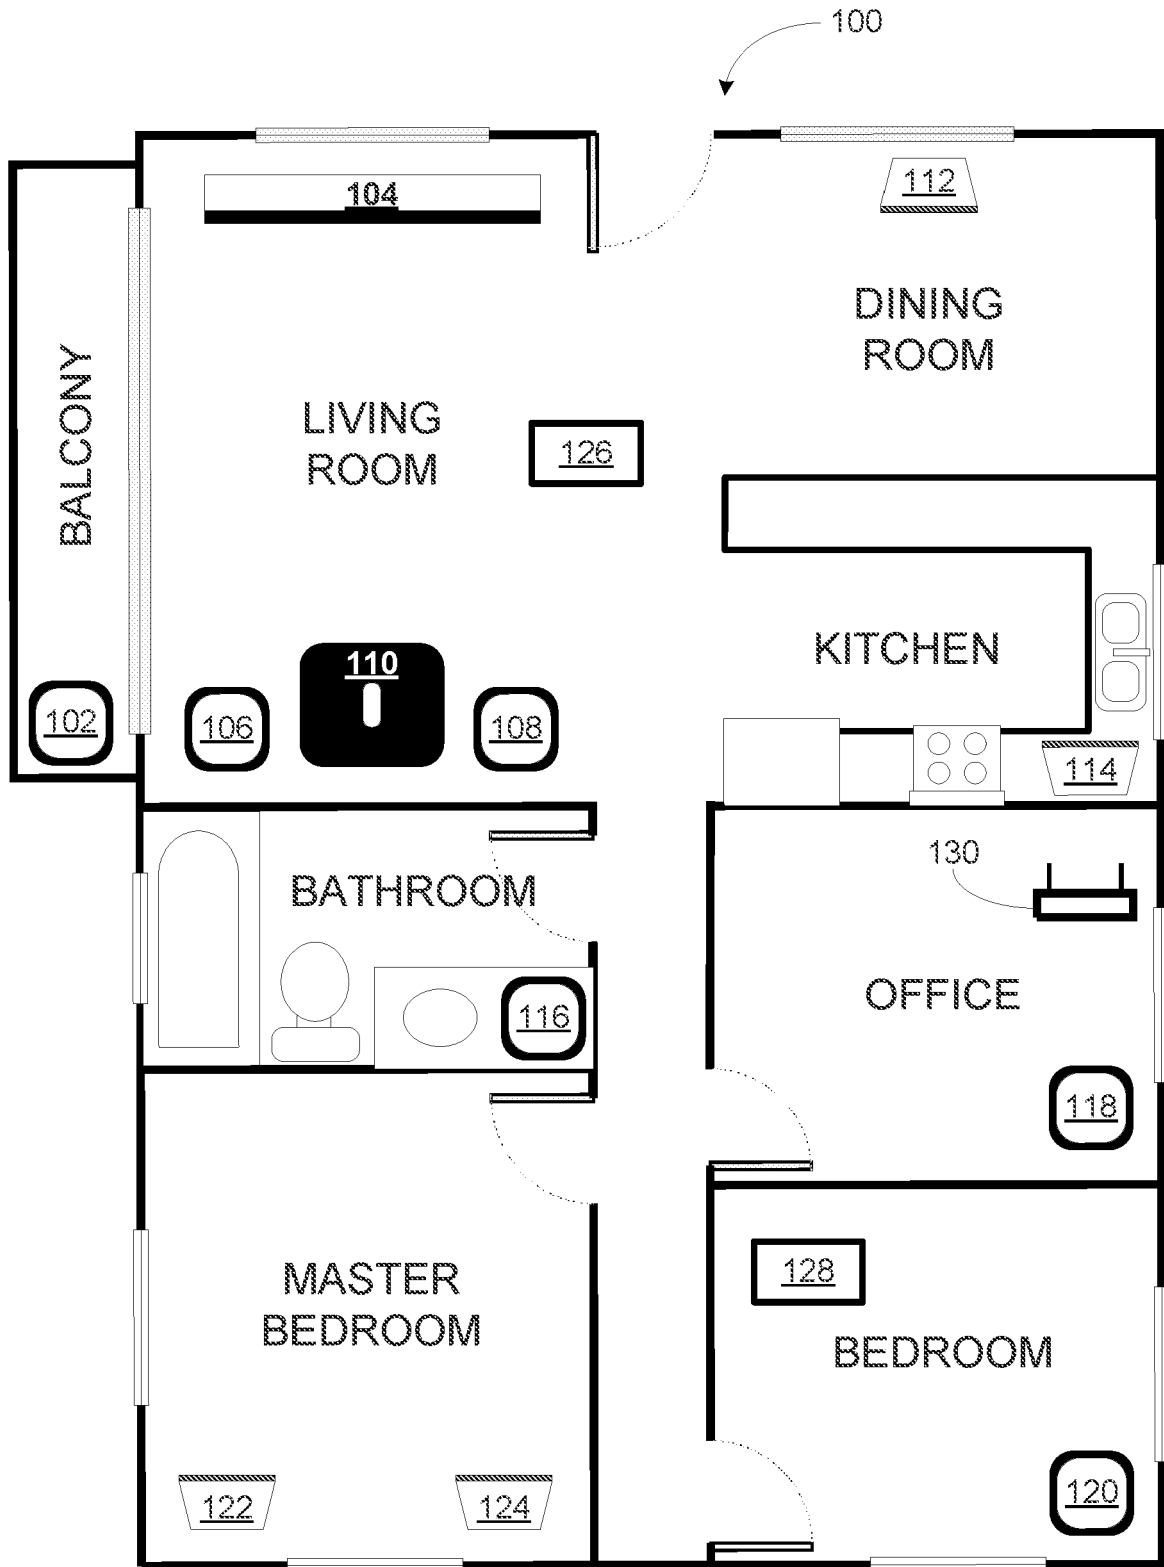 100
104
112
DINING
ROOM
BALCONY
LIVING
ROOM
126
KITCHEN
110
102
106
108
114
130
BATHROOM
OFFICE
116
118
128
MASTER
BEDROOM
BEDROOM
122
124
120